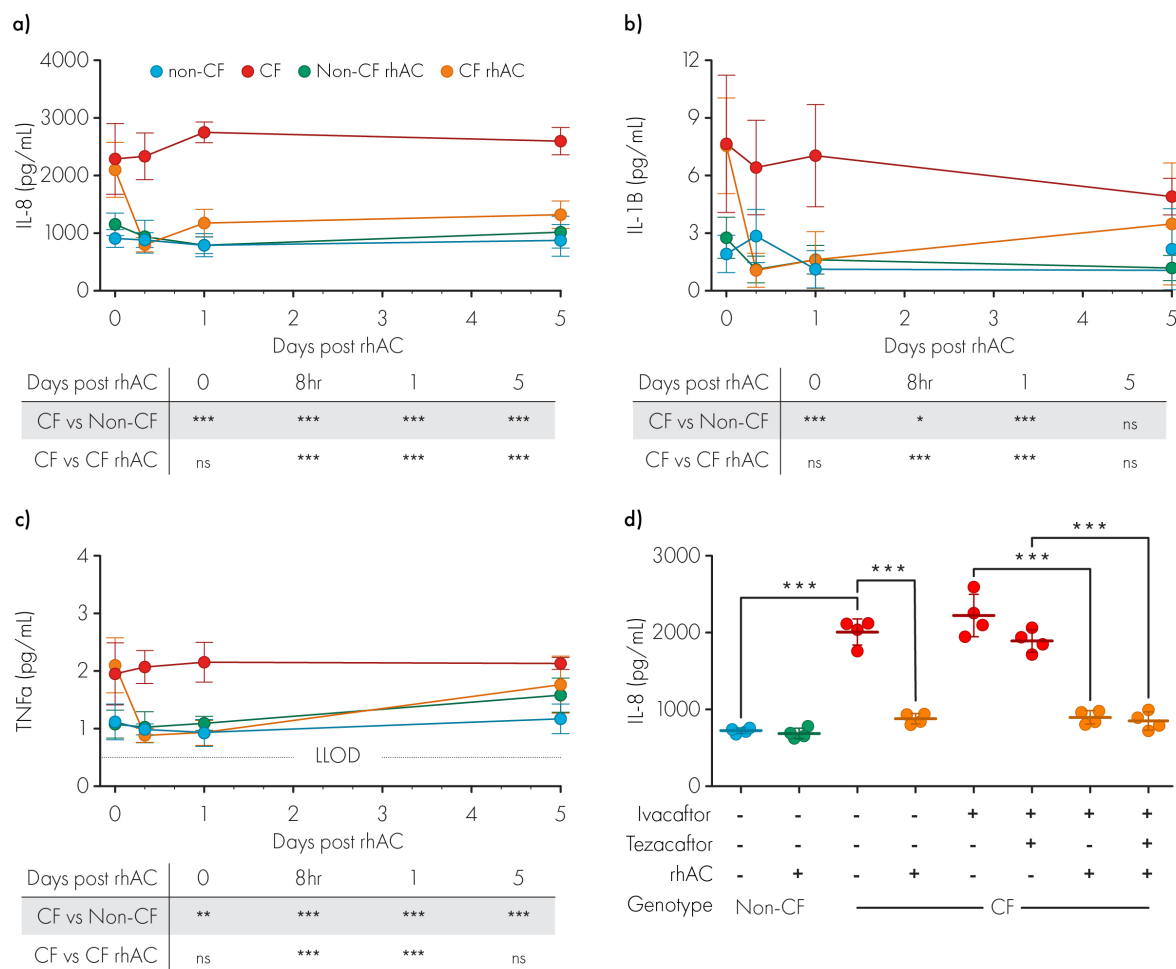 a)
4000
3000
2000
1000
0
IL-8 (pg/mL)
non-CF CF Non-CF rhAC CF rhAC
0 1 2 3 4 5
Days post rhAC
Days post rhAC 0 8hr 1 5
CF vs Non-CF *** *** *** ***
CF vs CF rhAC ns *** *** ***
b)
12
9
6
3
0
IL-1B (pg/mL)
0 1 2 3 4 5
Days post rhAC
Days post rhAC 0 8hr 1 5
CF vs Non-CF *** * *** ns
CF vs CF rhAC ns *** *** ns
c)
4
3
2
1
0
TNFα (pg/mL)
LLOD
0 1 2 3 4 5
Days post rhAC
Days post rhAC 0 8hr 1 5
CF vs Non-CF ** *** *** ***
CF vs CF rhAC ns *** *** ns
d)
3000
2000
1000
0
IL-8 (pg/mL)
***
***
***
***
Ivacaftor - - - - + + + +
Tezacaftor - - - - - + - +
rhAC - + - + - - + +
Genotype Non-CF CF